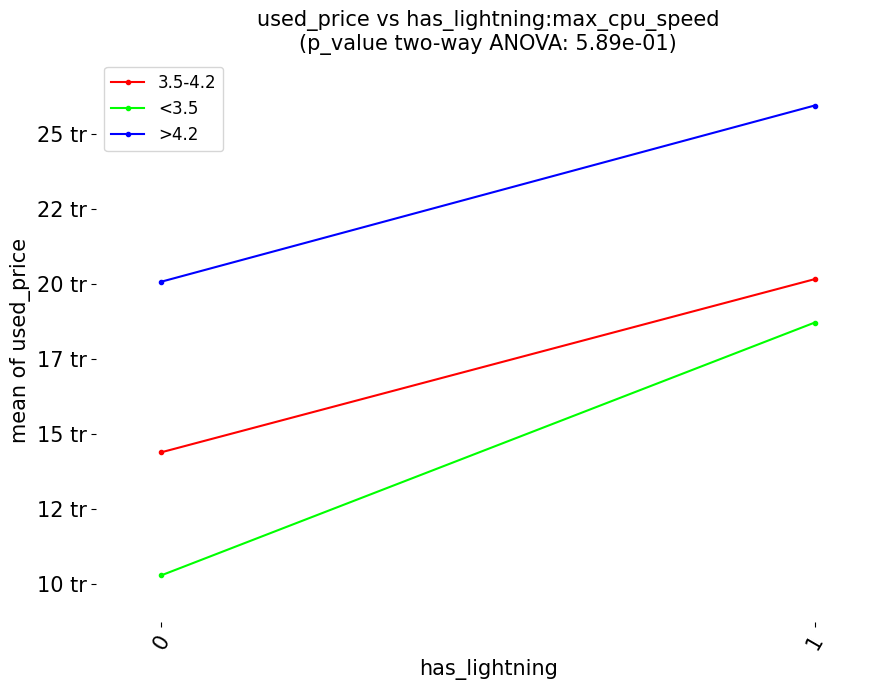 used_price vs has_lightning:max_cpu_speed
(p_value two-way ANOVA: 5.89e-01)
3.5-4.2
<3.5
>4.2
25 tr
22 tr
20 tr
17 tr
15 tr
12 tr
10 tr
mean of used_price
0
1
has_lightning